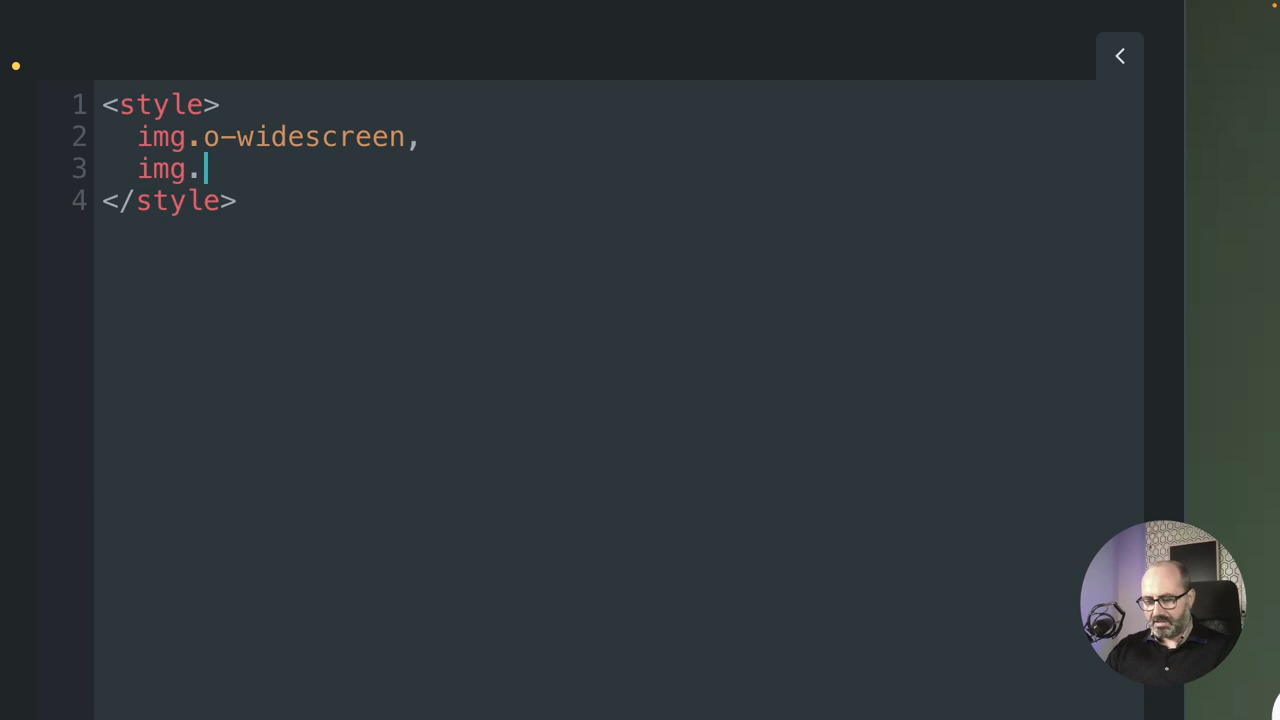 1 <style>
2 img.o-widescreen,
3 img.
4 </style>